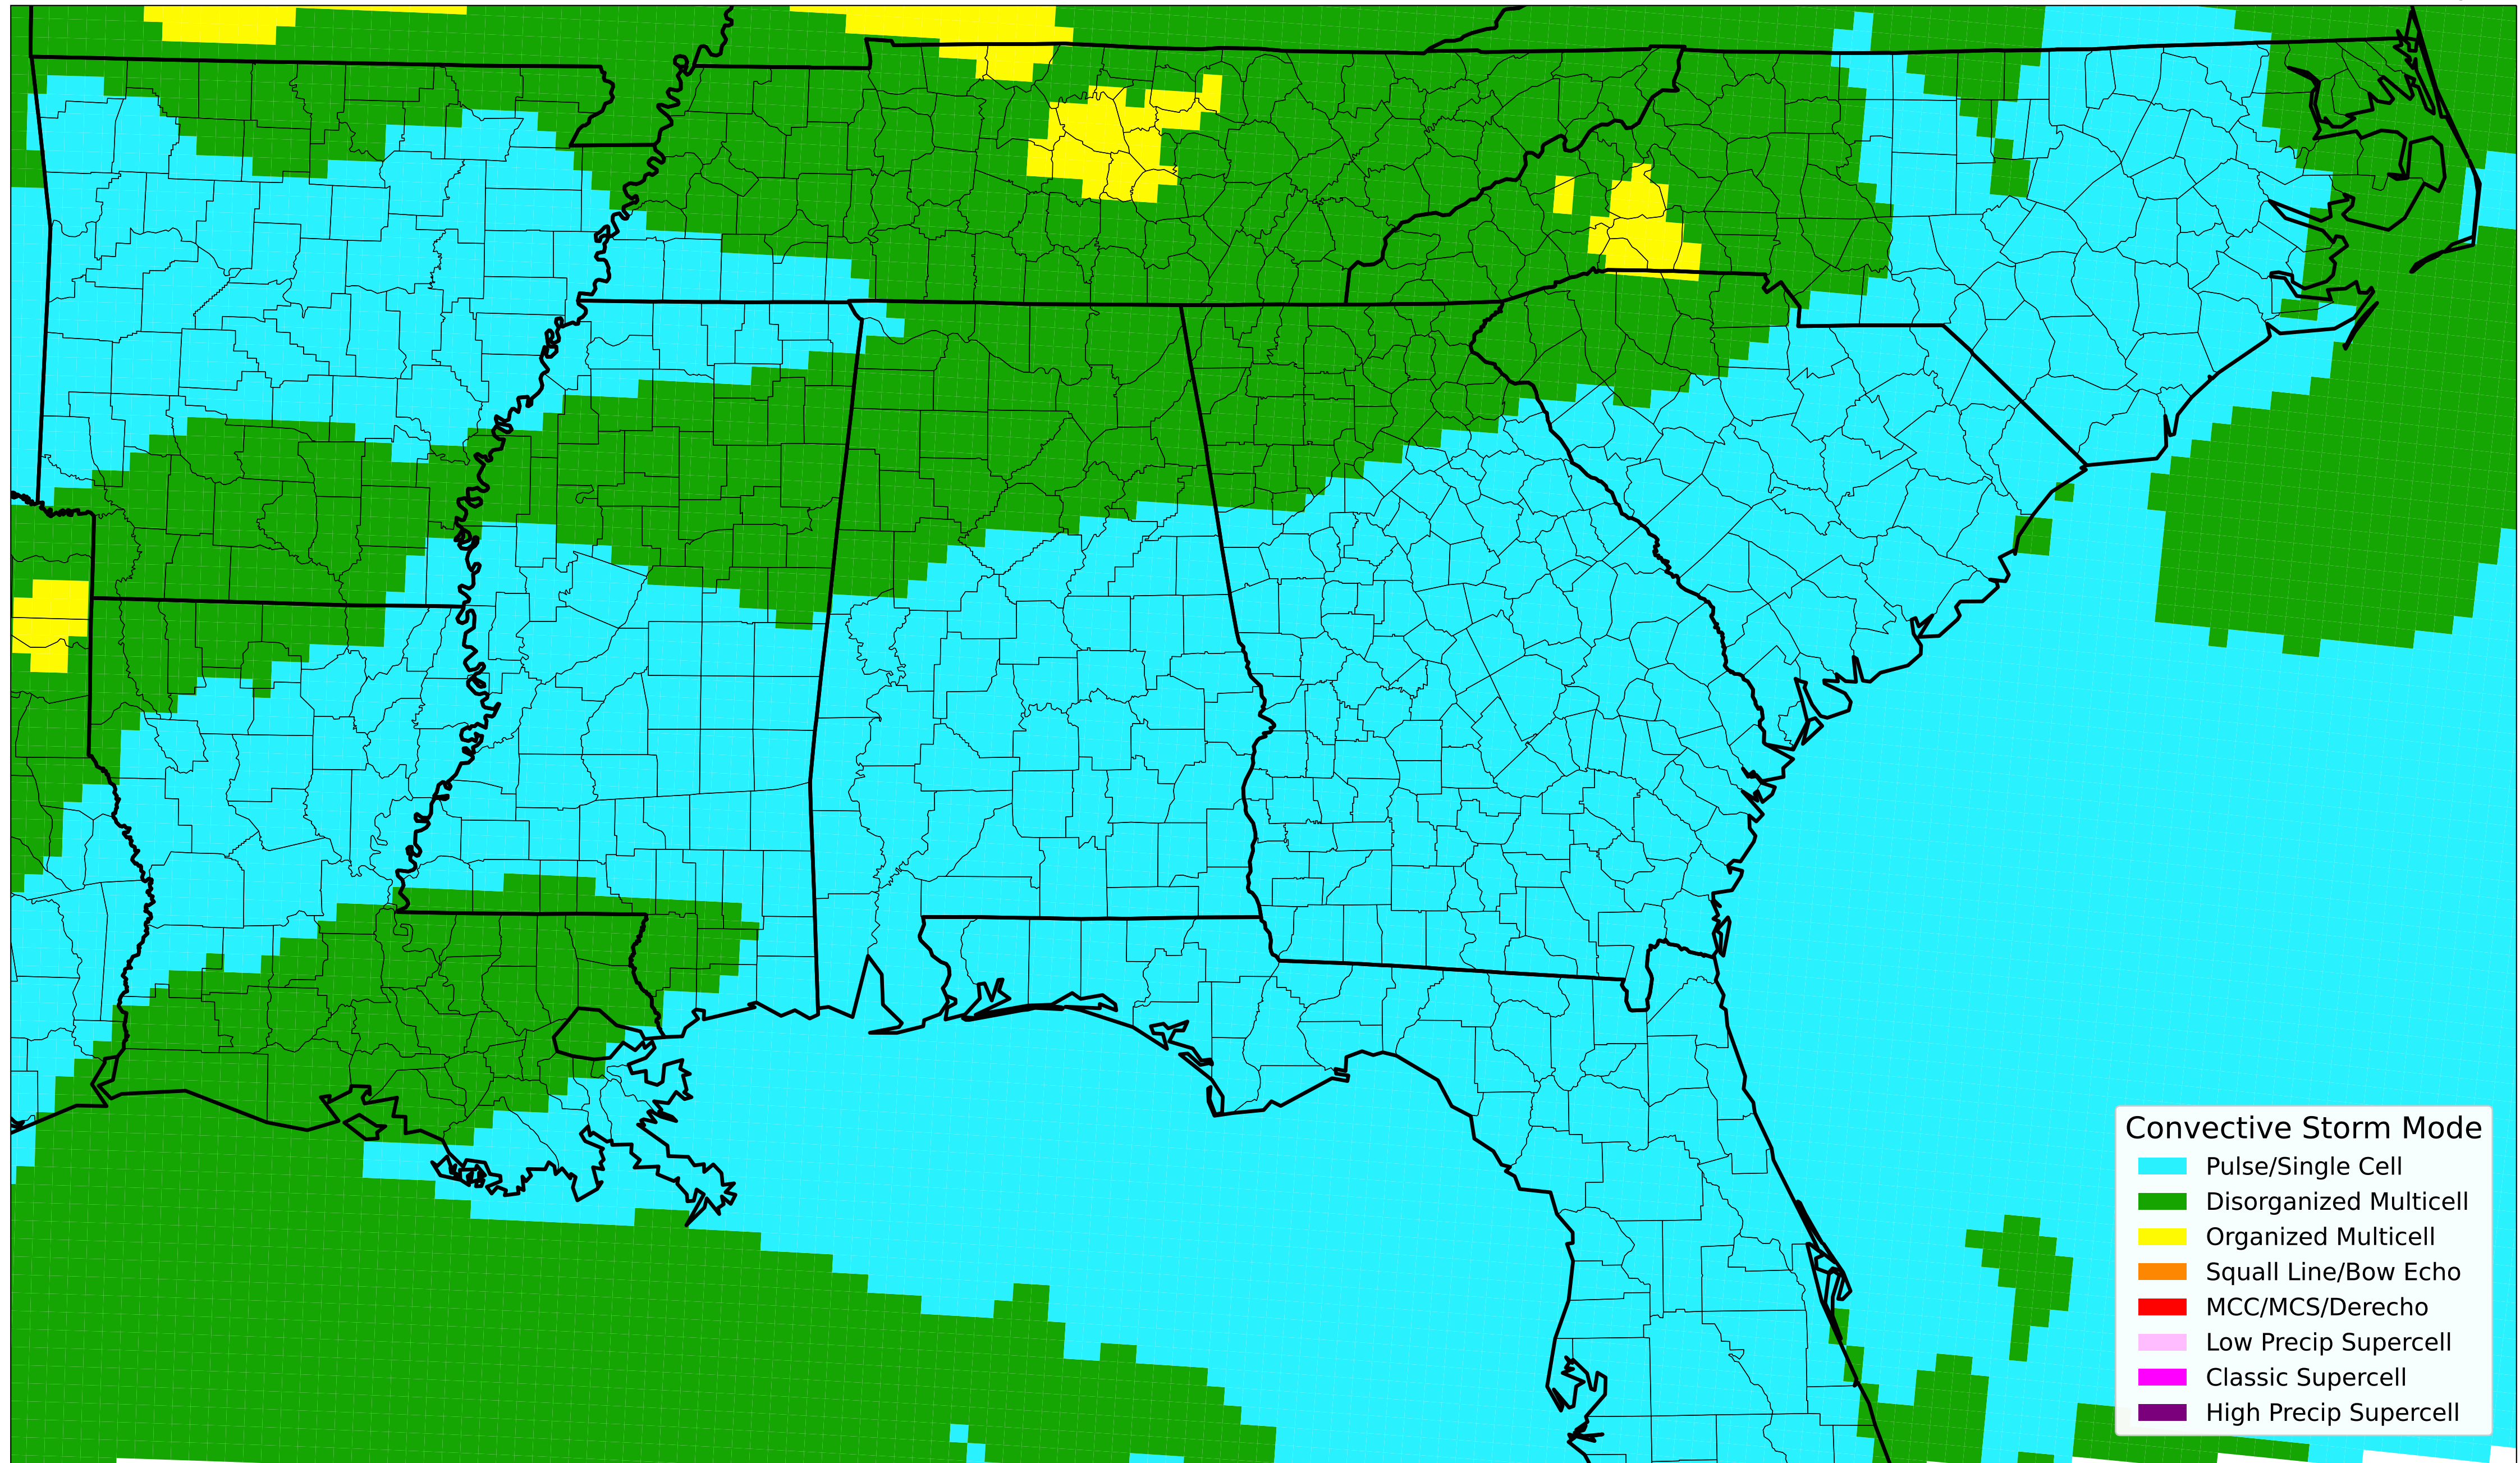 Convective Storm Mode
Pulse/Single Cell
Disorganized Multicell
Organized Multicell
Squall Line/Bow Echo
MCC/MCS/Derecho
Low Precip Supercell
Classic Supercell
High Precip Supercell